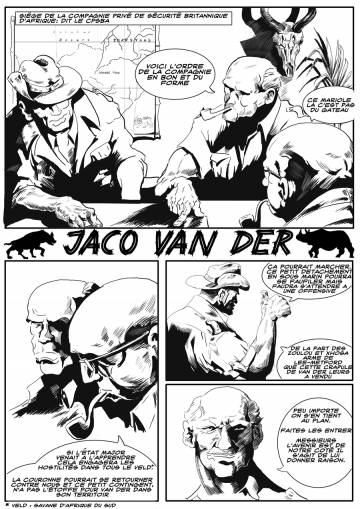 SIÈGE DE LA COMPAGNIE PRIVÉ DE SÉCURITÉ BRITANNIQUE
D'AFRIQUE: DIT LE CPSBA
VOICI L'ORDRE
DE LA COMPAGNIE
EN BON ET DU
FORME
CE MARIOLE
LA C'EST PAS
DU GATEAU
JACO VAN DER
SI L'ÉTAT MAJOR
VENAIT A L'APPRENDRE
CELA ENGAGERA LES
HOSTILITÉS DANS TOUS LE VELD*
LA COURONNE POURRAIT SE RETOURNER
CONTRE NOUS ET CE PETIT CONTINGENT.
N'A PAS L'ÉTOFFE POUR VAN DER DANS
SON TERRITOIR
ÇA POURRAIT MARCHER,
CE PETIT DETACHEMENT
EN SOUS MARIN POURRA
SE FAUFILER MAIS
FAUDRA S'ATTENDRE A
UNE OFFENSIVE
DE LA PART DES
ZOULOU ET XHOSA
ARMÉ DE
LEE-METFORD
QUE CETTE CRAPULE
DE VAN DER LEURS
A VENDU
PEU IMPORTE
ON S'EN TIENT
AU PLAN.
FAITES LES ENTRER
MESSIEURS
L'AVENIR EST, DE
NOTRE CÔTÉ IL
S'AGIT DE LUI
DONNER RAISON.
* VELD : SAVANE D'AFRIQUE DU SUD